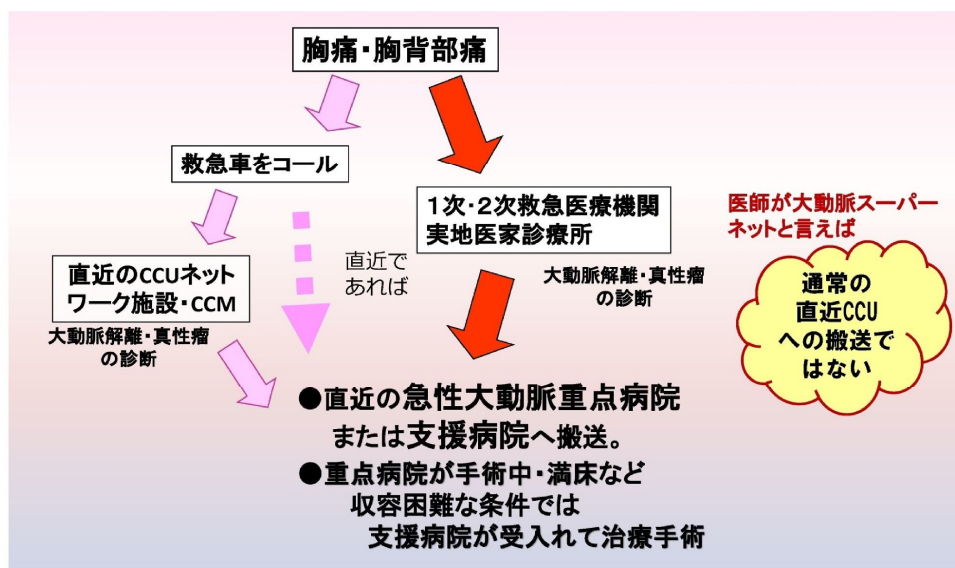 胸痛・胸背部痛
救急車をコール
1次・2次救急医療機関
実地医家診療所
医師が大動脈スーパー
ネットと言えば
直近で
あれば
直近のCCUネット
ワーク施設・CCM
大動脈解離・真性瘤
の診断
大動脈解離・真性瘤
の診断
通常の
直近CCU
への搬送で
はない
●直近の急性大動脈重点病院
または支援病院へ搬送。
●重点病院が手術中・満床など
収容困難な条件では
支援病院が受入れて治療手術